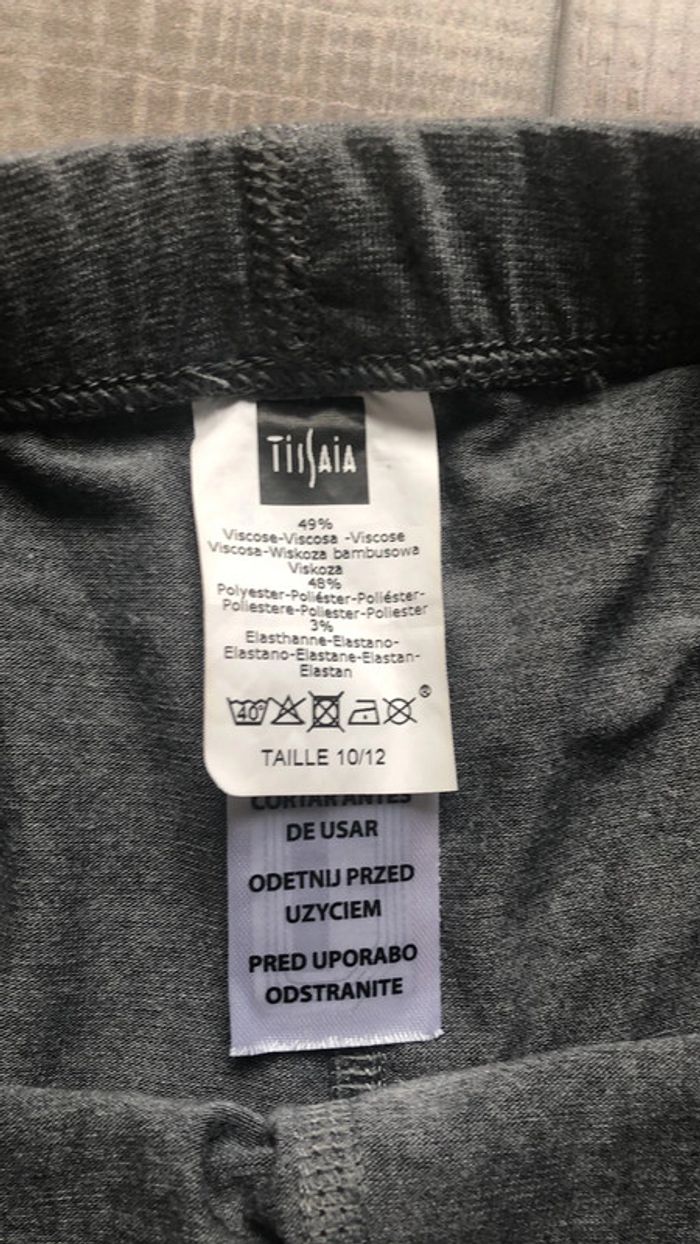 TISSAIA
49%
Viscose-Viscosa -Viscose
Viscosa-Wiskoza bambusowa
Viskoza
48%
Polyester-Poliéster-Poliéster-
Poliestere-Poliester-Poliester
3%
Elasthanne-Elastano-
Elastano-Elastane-Elastan-
Elastan
40°
®
TAILLE 10/12
CORTAR ANTES
DE USAR
ODETNIJ PRZED
UZYCIEM
PRED UPORABO
ODSTRANITE